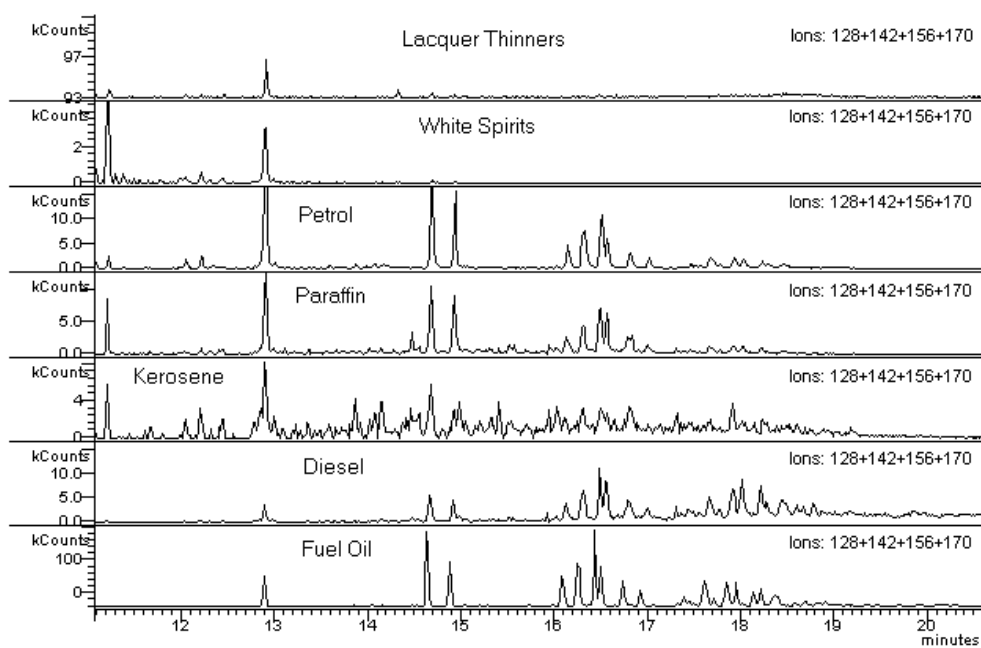 kCounts
Lacquer Thinners
Ions: 128+142+156+170
97
93
kCounts
White Spirits
Ions: 128+142+156+170
2
0
kCounts
Petrol
Ions: 128+142+156+170
10.0
5.0
0.0
kCounts
Paraffin
Ions: 128+142+156+170
5.0
0.0
kCounts
Kerosene
Ions: 128+142+156+170
4
kCounts
Diesel
Ions: 128+142+156+170
10.0
5.0
0.0
kCounts
Fuel Oil
Ions: 128+142+156+170
100
0
12 13 14 15 16 17 18 19 20
minutes